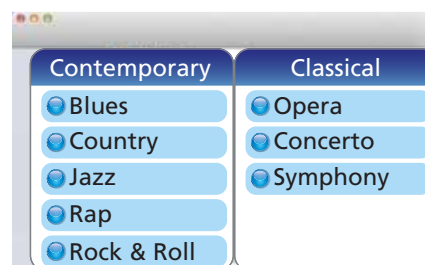 Contemporary
Blues
Country
Jazz
Rap
Rock & Roll
Classical
Opera
Concerto
Symphony